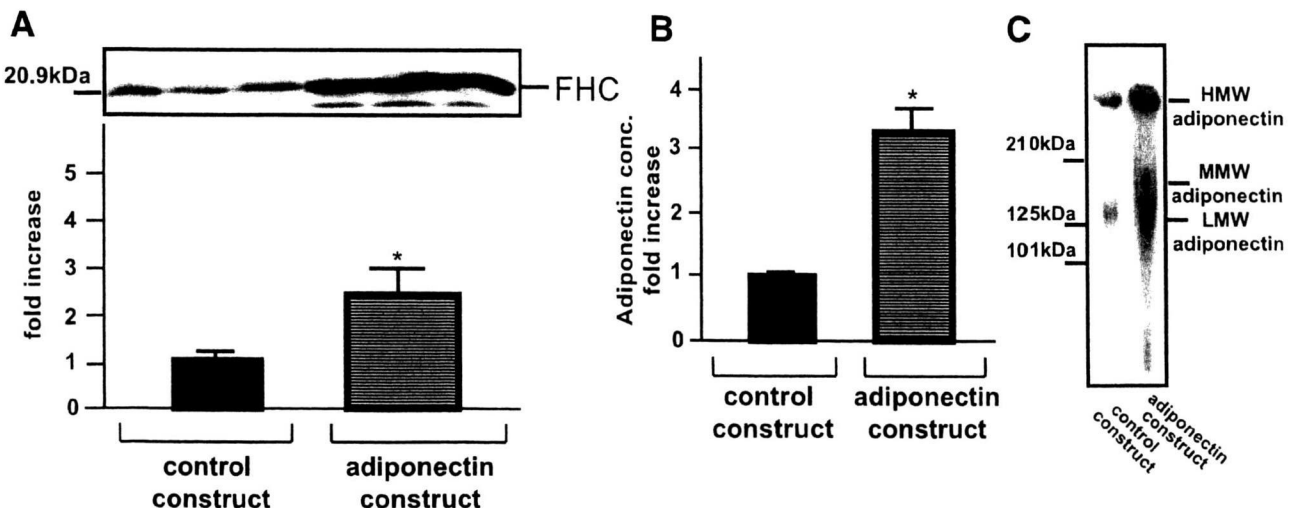 A
20.9kDa
FHC
fold increase
5
4
3
2
1
0
*
control
construct
adiponectin
construct
B
Adiponectin conc.
fold increase
4
3
2
1
0
*
control
construct
adiponectin
construct
C
210kDa
125kDa
101kDa
HMW
adiponectin
MMW
adiponectin
LMW
adiponectin
control
construct
adiponectin
construct